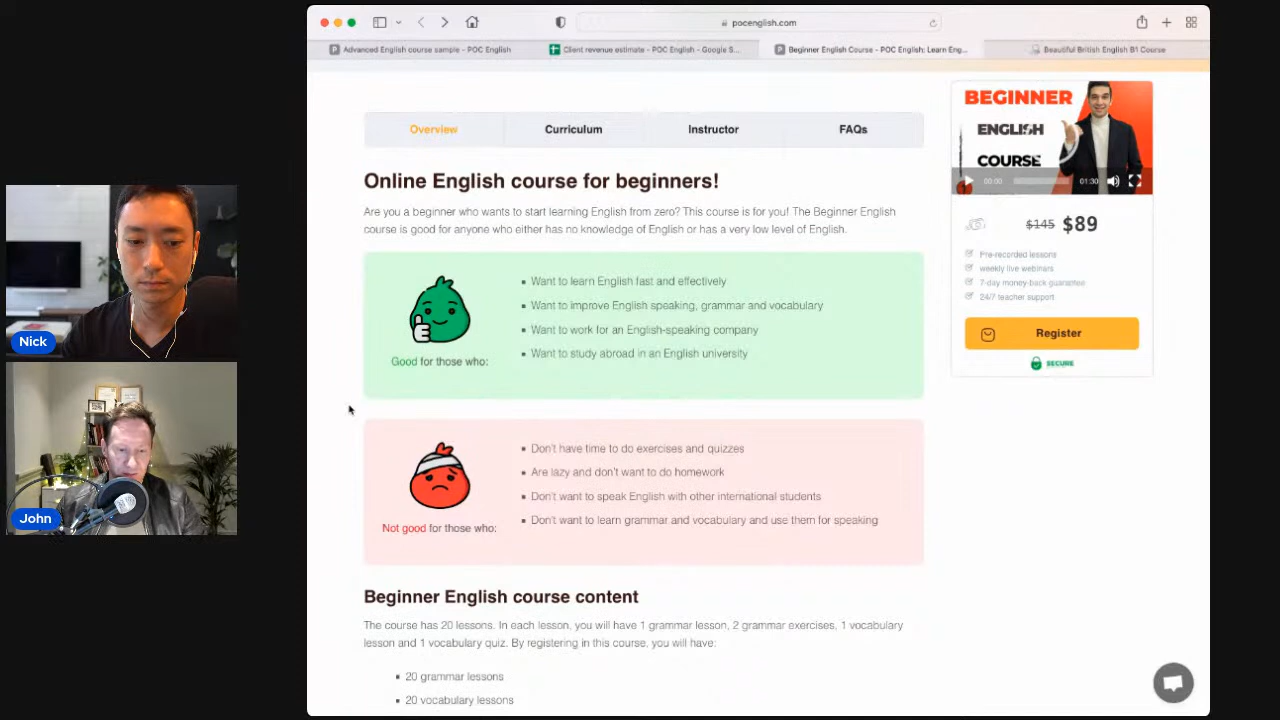 pocenglish.com
Advanced English course sample - POC English
Client revenue estimate - POC English - Google S...
Beginner English Course - POC English: Learn Eng...
Beautiful British English B1 Course
Overview
Curriculum
Instructor
FAQs
Online English course for beginners!
Are you a beginner who wants to start learning English from zero? This course is for you! The Beginner English
course is good for anyone who either has no knowledge of English or has a very low level of English.
Good for those who:
Want to learn English fast and effectively
Want to improve English speaking, grammar and vocabulary
Want to work for an English-speaking company
Want to study abroad in an English university
Not good for those who:
Don't have time to do exercises and quizzes
Are lazy and don't want to do homework
Don't want to speak English with other international students
Don't want to learn grammar and vocabulary and use them for speaking
Beginner English course content
The course has 20 lessons. In each lesson, you will have 1 grammar lesson, 2 grammar exercises, 1 vocabulary
lesson and 1 vocabulary quiz. By registering in this course, you will have:
20 grammar lessons
20 vocabulary lessons
BEGINNER
ENGLISH
COURSE
00:00
01:30
$145 $89
Pre-recorded lessons
weekly live webinars
7-day money-back guarantee
24/7 teacher support
Register
SECURE
Nick
John